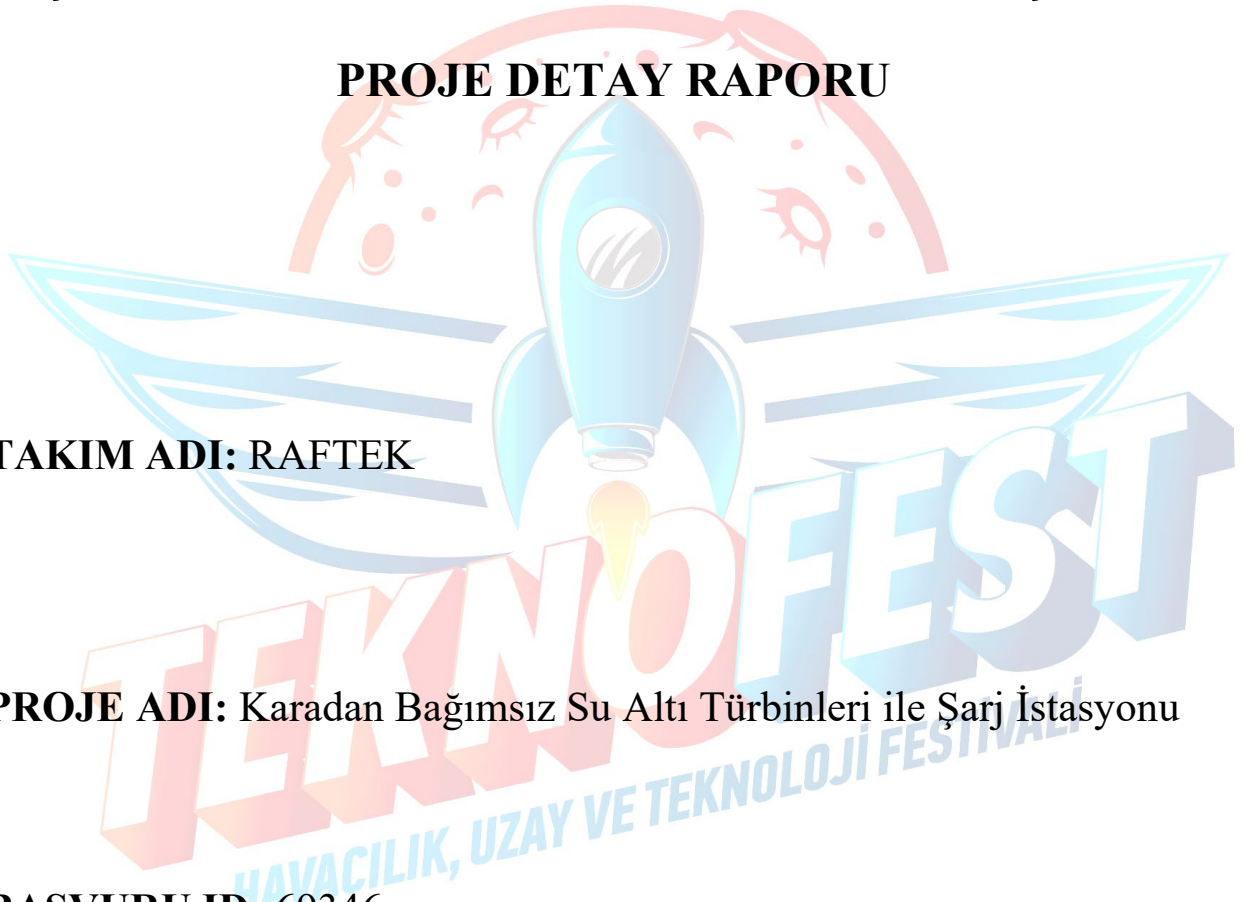 PROJE DETAY RAPORU
TAKIM ADI: RAFTEK
PROJE ADI: Karadan Bağımsız Su Altı Türbinleri ile Şarj İstasyonu
TEKNOFEST
HAVACILIK, UZAY VE TEKNOLOJİ FESTİVALİ